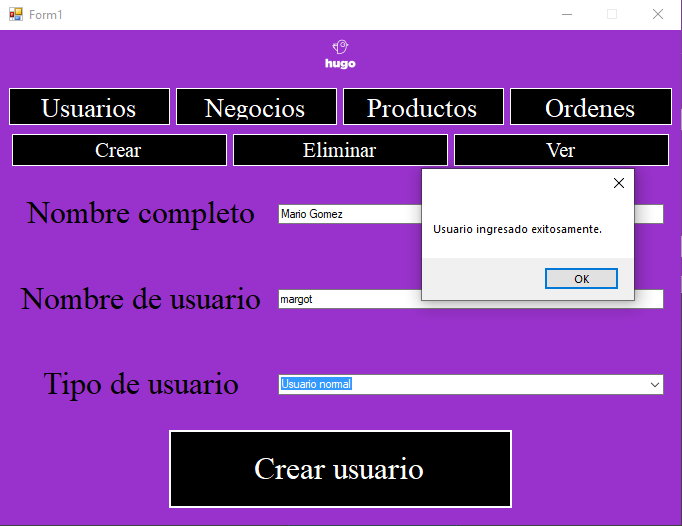 Form1
hugo
Usuarios
Negocios
Productos
Ordenes
Crear
Eliminar
Ver
Nombre completo
Mario Gomez
Usuario ingresado exitosamente.
OK
Nombre de usuario
margot
Tipo de usuario
Usuario normal
Crear usuario